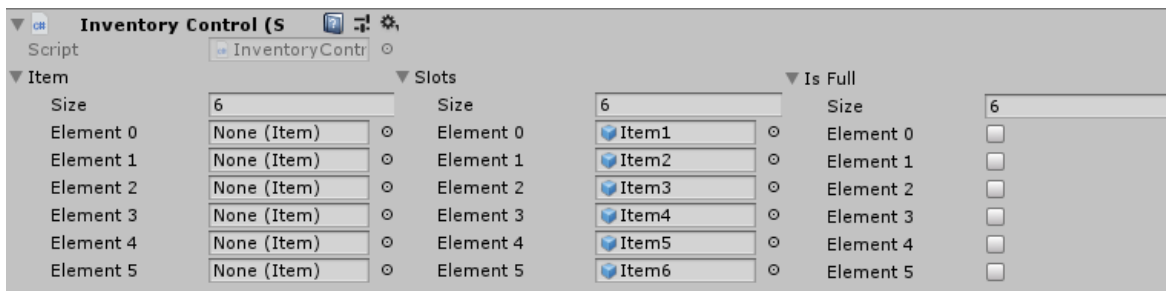 Inventory Control (S
Script InventoryContr
Item Slots Is Full
Size 6 Size 6 Size 6
Element 0 None (Item) Element 0 Item1 Element 0
Element 1 None (Item) Element 1 Item2 Element 1
Element 2 None (Item) Element 2 Item3 Element 2
Element 3 None (Item) Element 3 Item4 Element 3
Element 4 None (Item) Element 4 Item5 Element 4
Element 5 None (Item) Element 5 Item6 Element 5